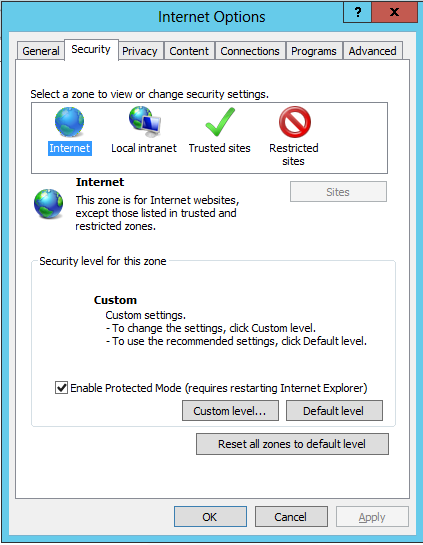 Internet Options
?
x
General Security Privacy Content Connections Programs Advanced
Select a zone to view or change security settings.
Internet Local intranet Trusted sites Restricted
sites
Internet
Sites
This zone is for Internet websites,
except those listed in trusted and
restricted zones.
Security level for this zone
Custom
Custom settings.
- To change the settings, click Custom level.
- To use the recommended settings, click Default level.
Enable Protected Mode (requires restarting Internet Explorer)
Custom level... Default level
Reset all zones to default level
OK Cancel Apply